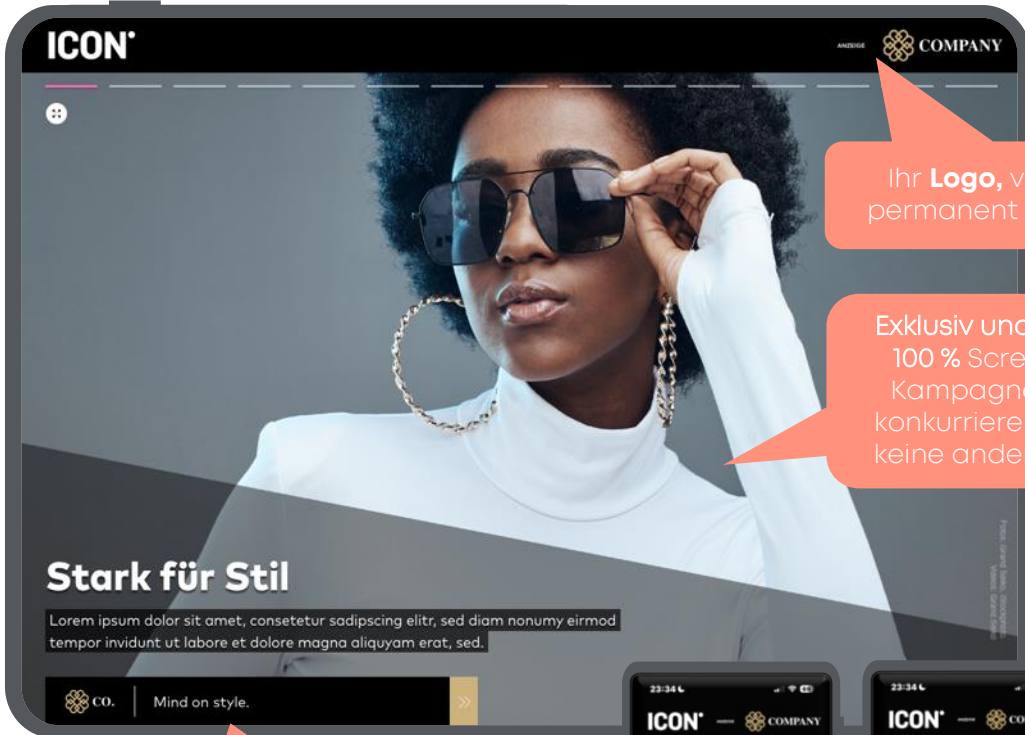 ICON
ANZEIGE
COMPANY
Ihr Logo, v
permanent
Exklusiv und
100 % Scre
Kampagne
konkurriere
keine ande
Stark für Stil
Lorem ipsum dolor sit amet, consetetur sadipscing elitr, sed diam nonumy eirmod
tempor invidunt ut labore et dolore magna aliquyam erat, sed.
CO.
Mind on style.
23:34
ICON
COMPANY
23:34
ICON
CO